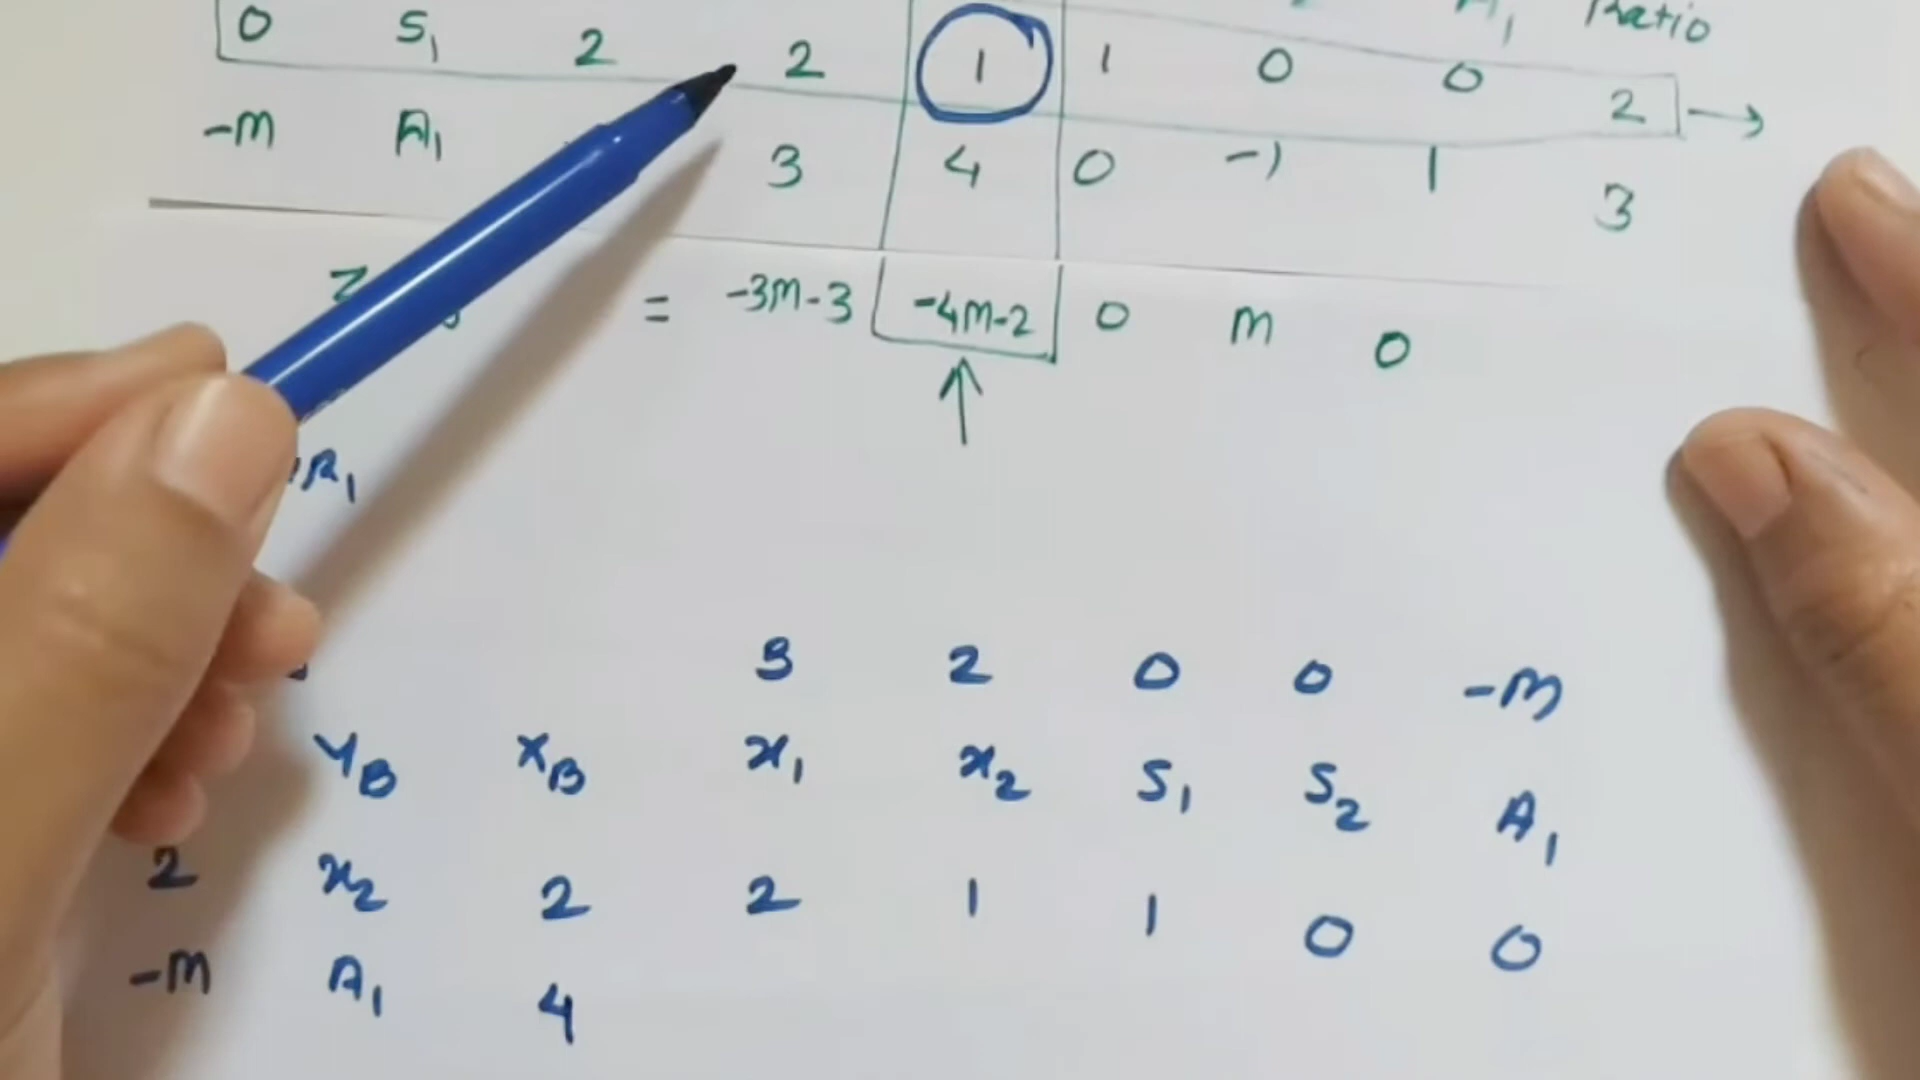 Ratio
0 S₁ 2 2 1 1 0 0 2 →
-M A₁ 3 4 0 -1 1 3
= -3M-3 -4M-2 0 M 0
↑
R₁
3 2 0 0 -M
Y_B X_B x₁ x₂ S₁ S₂ A₁
2 x₂ 2 2 1 1 0 0
-M A₁ 4